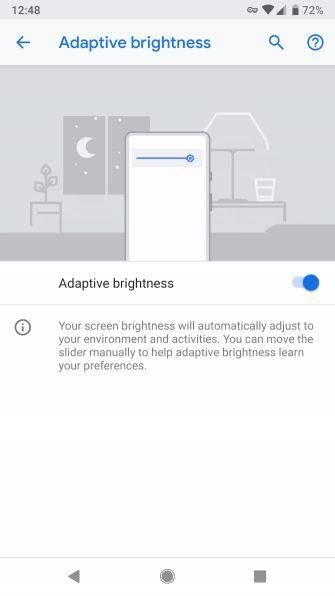 12:48
72%
Adaptive brightness
Adaptive brightness
Your screen brightness will automatically adjust to
your environment and activities. You can move the
slider manually to help adaptive brightness learn
your preferences.